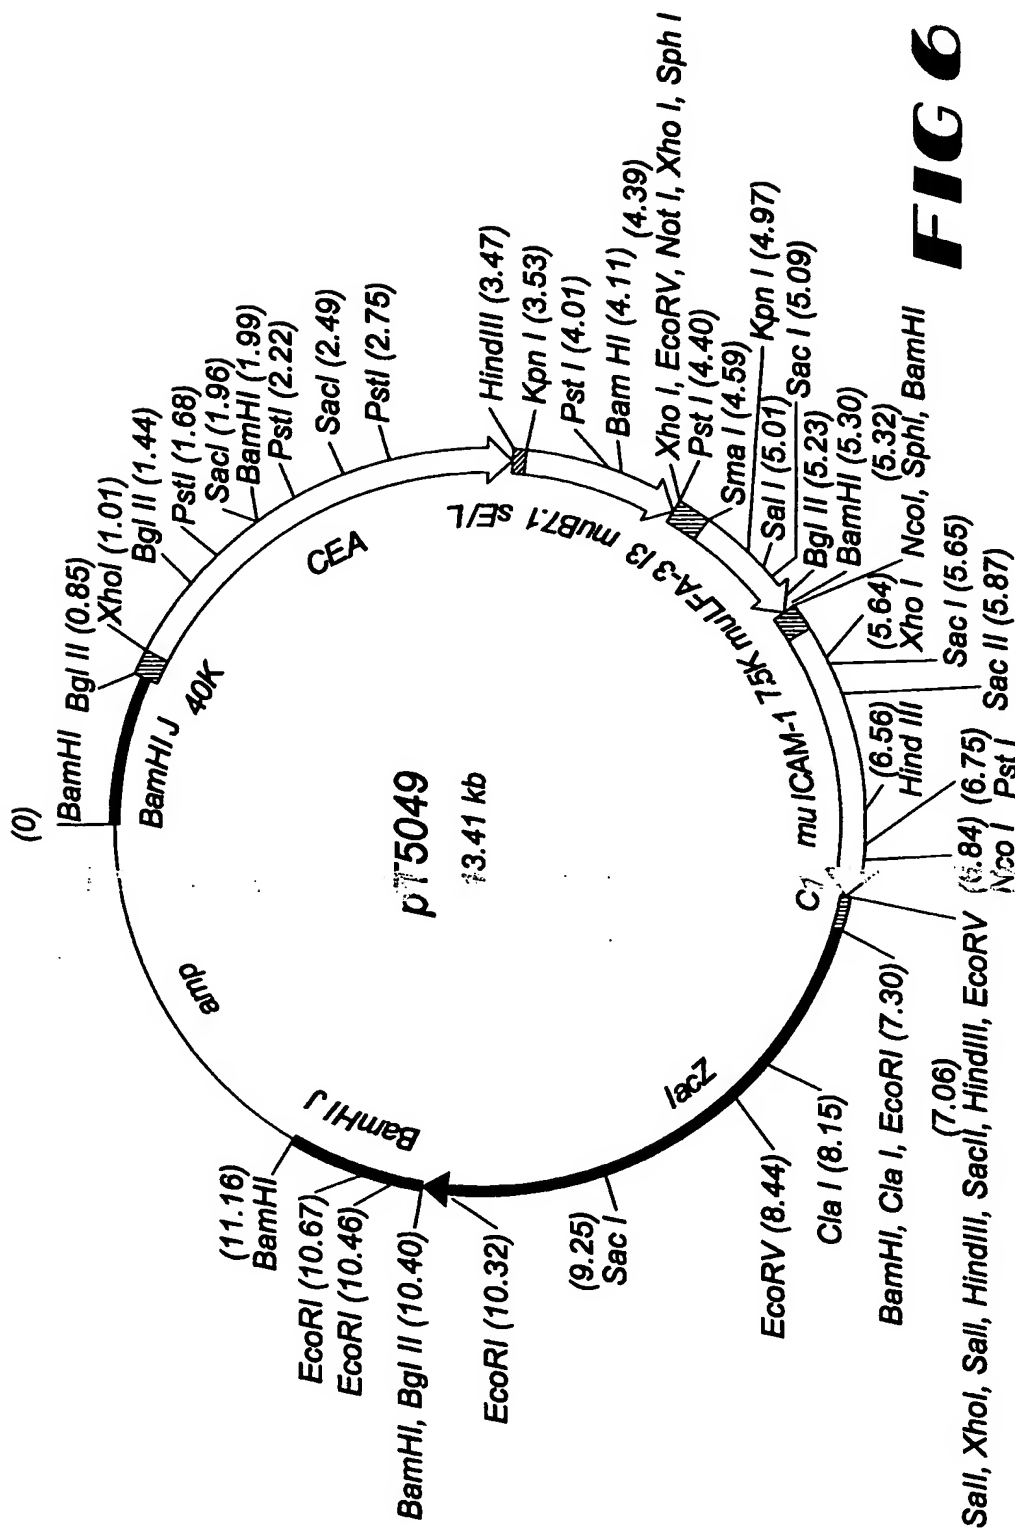 (0)
BamHI
Bgl II (0.85)
XhoI (1.01)
Bgl II (1.44)
PstI (1.68)
SacI (1.96)
BamHI (1.99)
PstI (2.22)
SacI (2.49)
PstI (2.75)
HindIII (3.47)
Kpn I (3.53)
Pst I (4.01)
Bam HI (4.11)
(4.39)
Xho I, EcoRV, Not I, Xho I, Sph I
Pst I (4.40)
Sma I (4.59)
Kpn I (4.97)
Sal I (5.01)
Sac I (5.09)
Bgl II (5.23)
BamHI (5.30)
(5.32)
NcoI, SphI, BamHI
(5.64)
Xho I
Sac I (5.65)
Sac II (5.87)
(6.56)
Hind III
(6.75)
Pst I
(6.84)
Nco I
(7.06)
SalI, XhoI, SalI, HindIII, SacII, HindIII, EcoRV
BamHI, Cla I, EcoRI (7.30)
Cla I (8.15)
EcoRV (8.44)
(9.25)
Sac I
EcoRI (10.32)
BamHI, Bgl II (10.40)
EcoRI (10.46)
EcoRI (10.67)
(11.16)
BamHI
BamHI J
40K
CEA
sE/L
muB7.1
I3
muLFA-3
7.5K
mu ICAM-1
C1
lacZ
BamHI J
amp
pT5049
13.41 kb
FIG 6